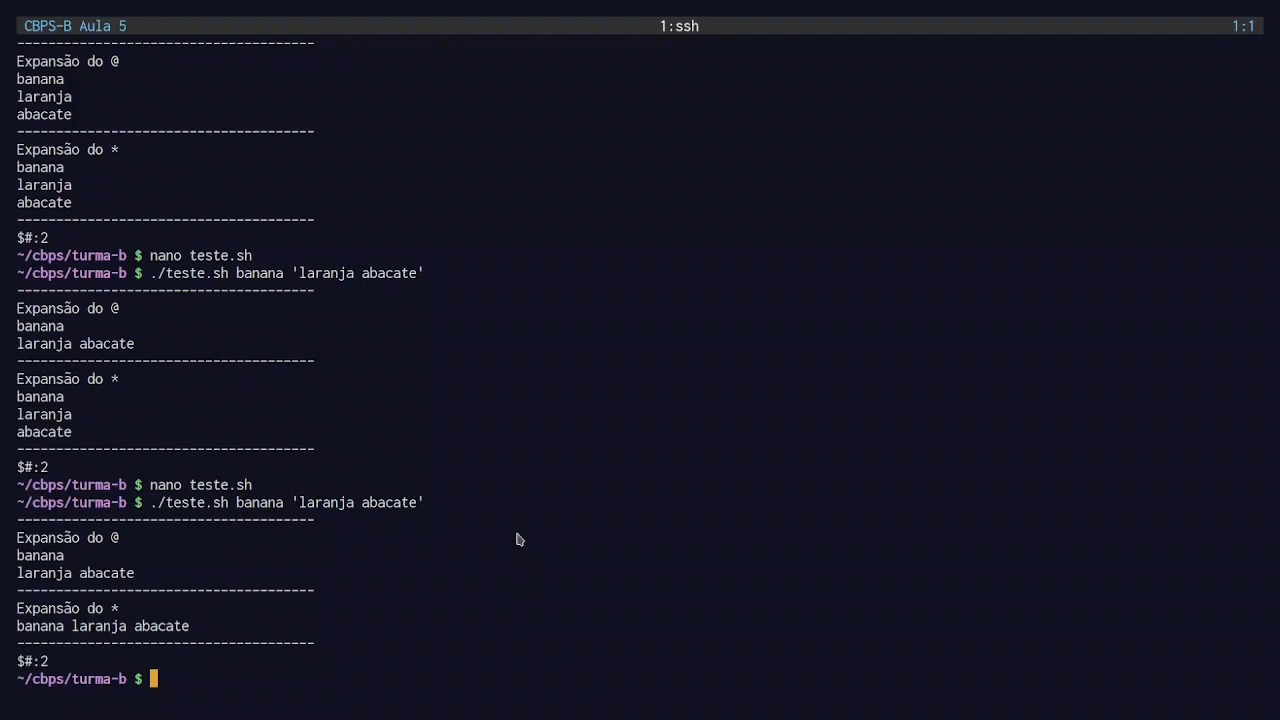 CBPS-B Aula 5 1:ssh 1:1
--------------------------------------
Expansão do @
banana
laranja
abacate
--------------------------------------
Expansão do *
banana
laranja
abacate
--------------------------------------
$#:2
~/cbps/turma-b $ nano teste.sh
~/cbps/turma-b $ ./teste.sh banana 'laranja abacate'
--------------------------------------
Expansão do @
banana
laranja abacate
--------------------------------------
Expansão do *
banana
laranja
abacate
--------------------------------------
$#:2
~/cbps/turma-b $ nano teste.sh
~/cbps/turma-b $ ./teste.sh banana 'laranja abacate'
--------------------------------------
Expansão do @
banana
laranja abacate
--------------------------------------
Expansão do *
banana laranja abacate
--------------------------------------
$#:2
~/cbps/turma-b $